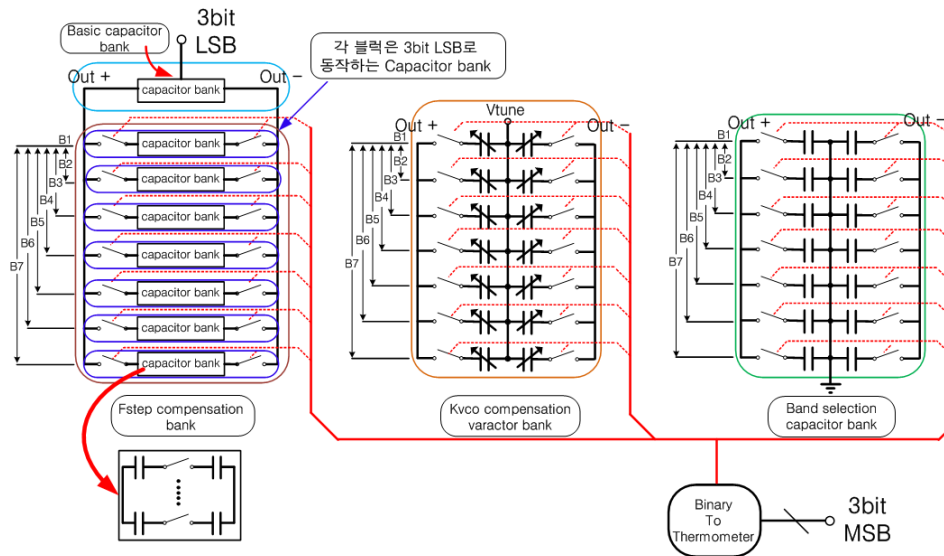 Basic capacitor
bank
3bit
LSB
각 블럭은 3bit LSB로
동작하는 Capacitor bank
Out +
Out −
capacitor bank
B1
B2
B3
B4
B5
B6
B7
capacitor bank
capacitor bank
capacitor bank
capacitor bank
capacitor bank
capacitor bank
capacitor bank
Fstep compensation
bank
Vtune
Out +
Out −
B1
B2
B3
B4
B5
B6
B7
Kvco compensation
varactor bank
Out +
Out −
B1
B2
B3
B4
B5
B6
B7
Band selection
capacitor bank
Binary
To
Thermometer
3bit
MSB